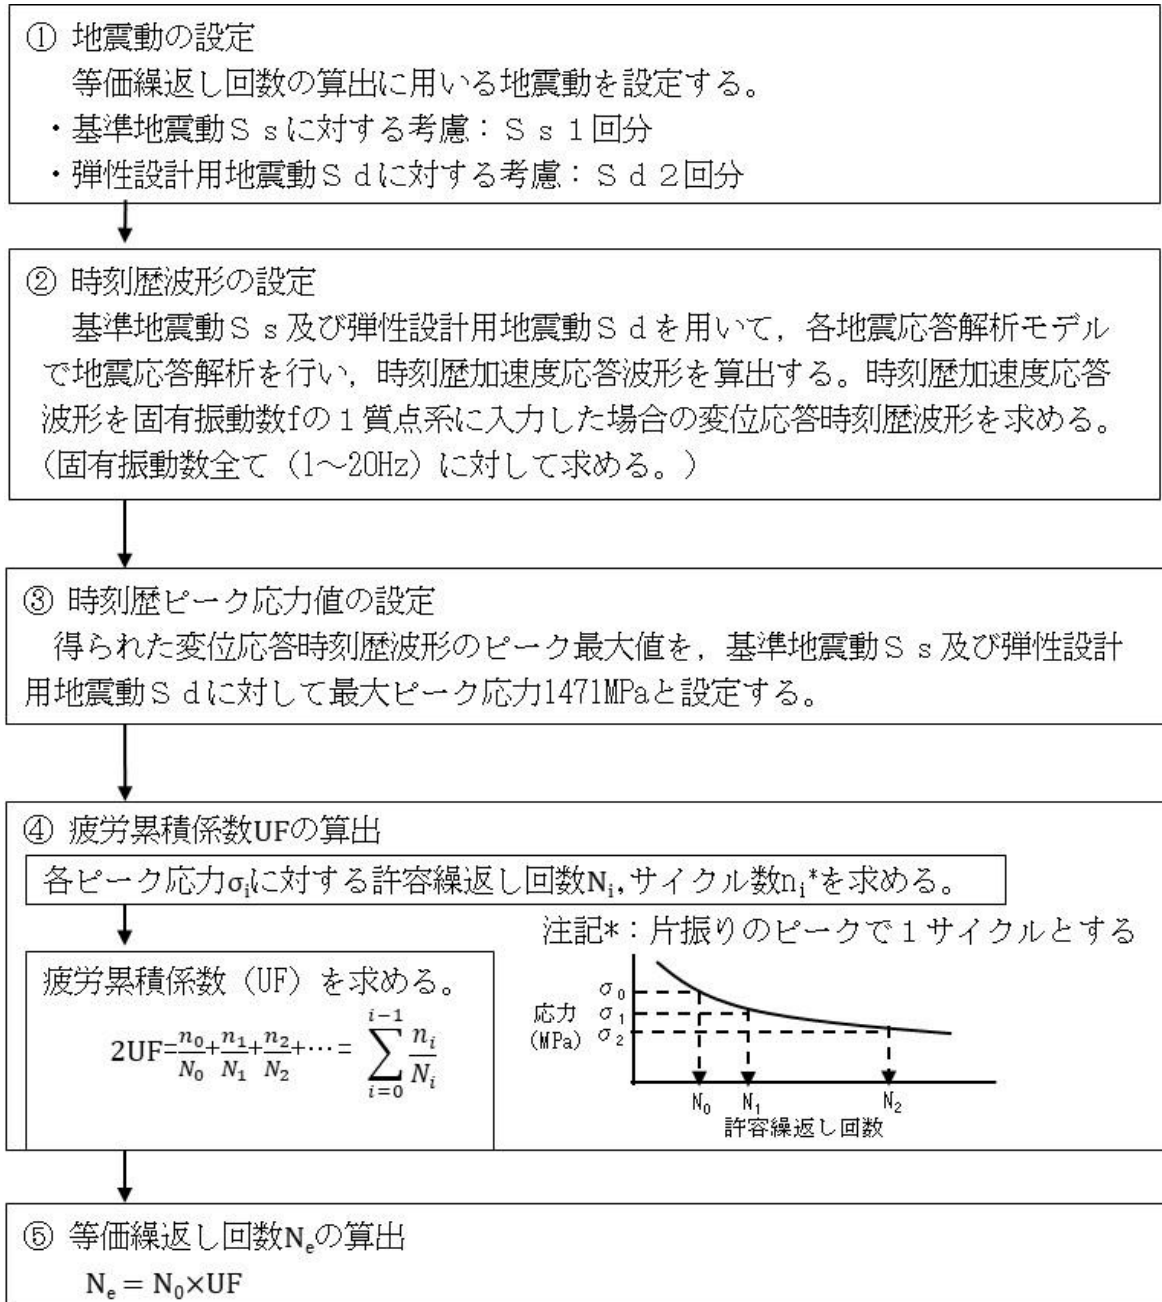 ① 地震動の設定
等価繰返し回数の算出に用いる地震動を設定する。
・基準地震動Ｓｓに対する考慮：Ｓｓ１回分
・弾性設計用地震動Ｓｄに対する考慮：Ｓｄ２回分
② 時刻歴波形の設定
基準地震動Ｓｓ及び弾性設計用地震動Ｓｄを用いて，各地震応答解析モデル
で地震応答解析を行い，時刻歴加速度応答波形を算出する。時刻歴加速度応答
波形を固有振動数fの１質点系に入力した場合の変位応答時刻歴波形を求める。
（固有振動数全て（1～20Hz）に対して求める。）
③ 時刻歴ピーク応力値の設定
得られた変位応答時刻歴波形のピーク最大値を，基準地震動Ｓｓ及び弾性設計
用地震動Ｓｄに対して最大ピーク応力1471MPaと設定する。
④ 疲労累積係数UFの算出
各ピーク応力σᵢに対する許容繰返し回数Nᵢ,サイクル数nᵢ*を求める。
注記*：片振りのピークで１サイクルとする
疲労累積係数（UF）を求める。
2UF=n₀/N₀+n₁/N₁+n₂/N₂+⋯= ∑_{i=0}^{i−1} nᵢ/Nᵢ
応力
(MPa)
σ₀
σ₁
σ₂
N₀ N₁ N₂
許容繰返し回数
⑤ 等価繰返し回数Nₑの算出
Nₑ = N₀×UF